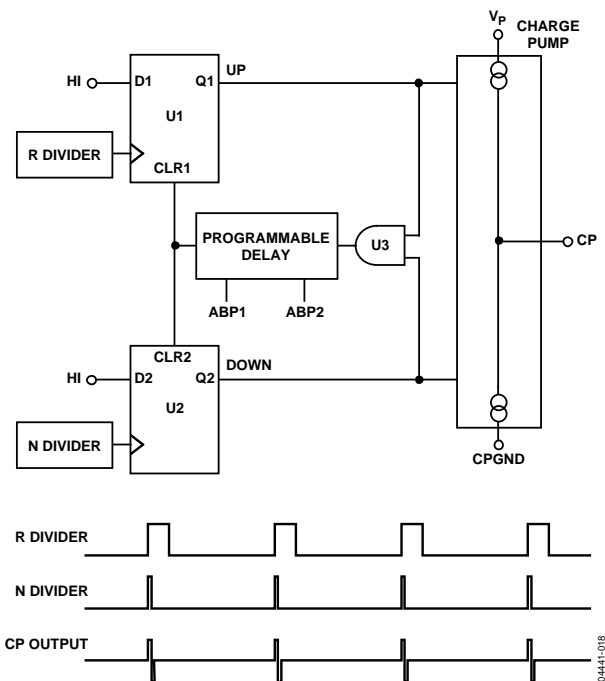 VP
CHARGE
PUMP
HI
D1
Q1
UP
U1
R DIVIDER
CLR1
PROGRAMMABLE
DELAY
U3
CP
ABP1
ABP2
CLR2
HI
D2
Q2
DOWN
U2
N DIVIDER
CPGND
R DIVIDER
N DIVIDER
CP OUTPUT
04441-018